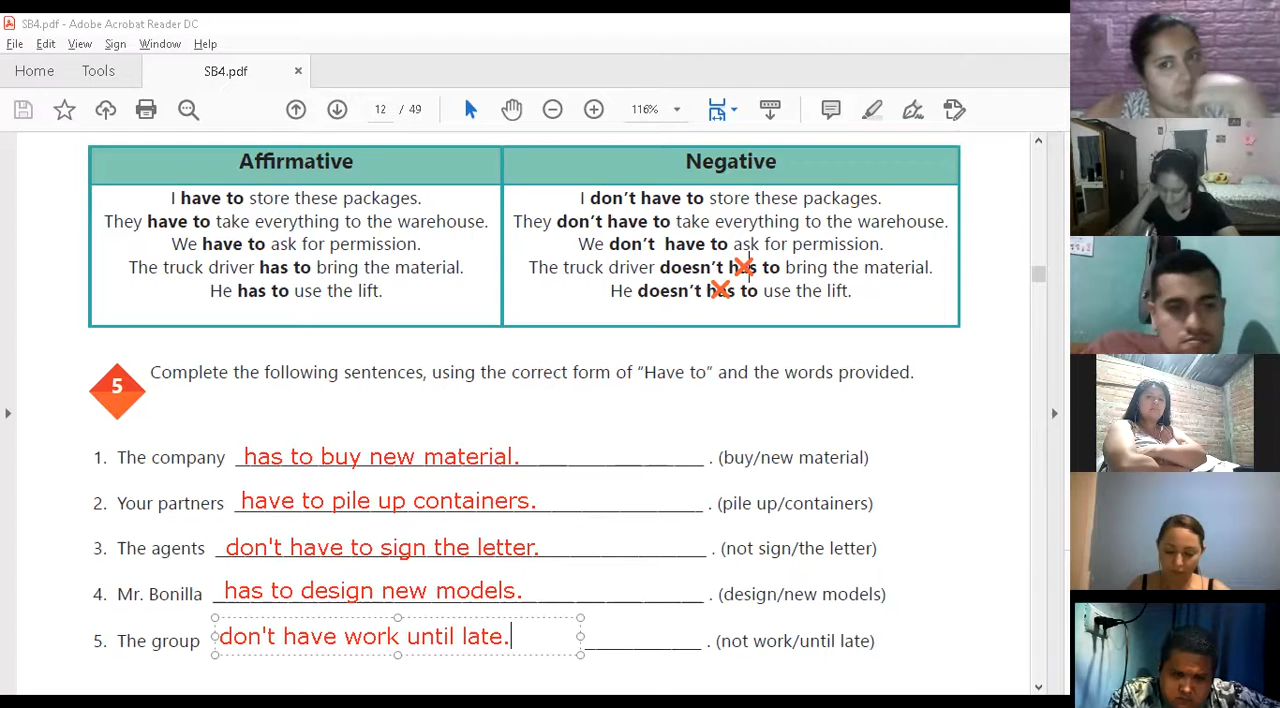 SB4.pdf - Adobe Acrobat Reader DC
File Edit View Sign Window Help
Home Tools SB4.pdf ×
12 / 49 116%
Affirmative Negative
I have to store these packages. I don't have to store these packages.
They have to take everything to the warehouse. They don't have to take everything to the warehouse.
We have to ask for permission. We don't have to ask for permission.
The truck driver has to bring the material. The truck driver doesn't has to bring the material.
He has to use the lift. He doesn't has to use the lift.
5 Complete the following sentences, using the correct form of “Have to” and the words provided.
1. The company has to buy new material. . (buy/new material)
2. Your partners have to pile up containers. . (pile up/containers)
3. The agents don't have to sign the letter. . (not sign/the letter)
4. Mr. Bonilla has to design new models. . (design/new models)
5. The group don't have work until late. . (not work/until late)